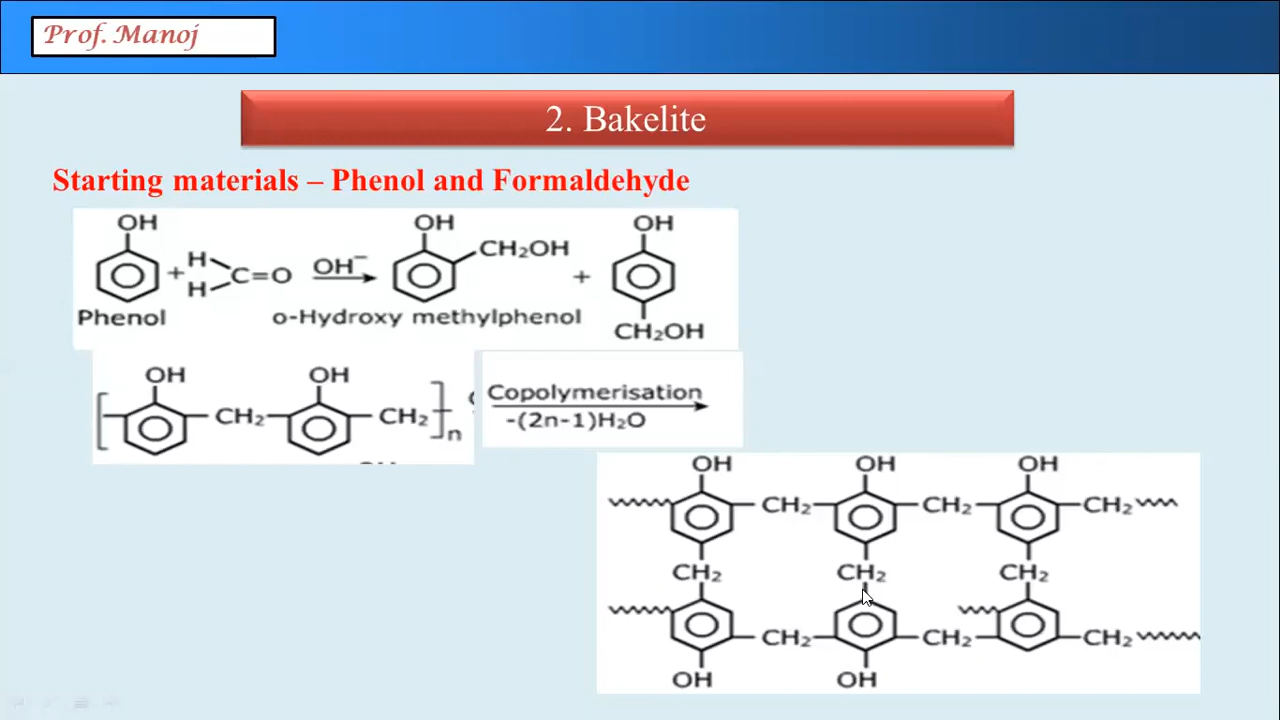 Prof. Manoj
2. Bakelite
Starting materials – Phenol and Formaldehyde
OH OH OH
H H C=O + OH⁻ CH₂OH +
Phenol o-Hydroxy methylphenol CH₂OH
OH OH
[ CH₂ CH₂ ]n
Copolymerisation
-(2n-1)H₂O
OH OH OH
CH₂ CH₂ CH₂
CH₂ CH₂ CH₂
CH₂ CH₂ CH₂
OH OH